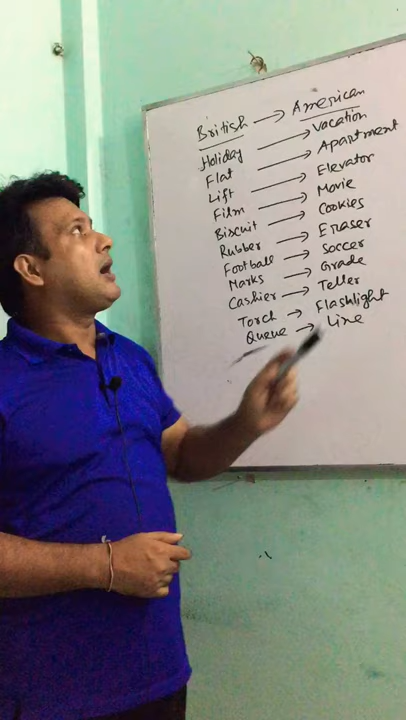 British → American
Holiday → Vacation
Flat → Apartment
Lift → Elevator
Film → Movie
Biscuit → Cookies
Rubber → Eraser
Football → Soccer
Marks → Grade
Cashier → Teller
Torch → Flashlight
Queue → Line